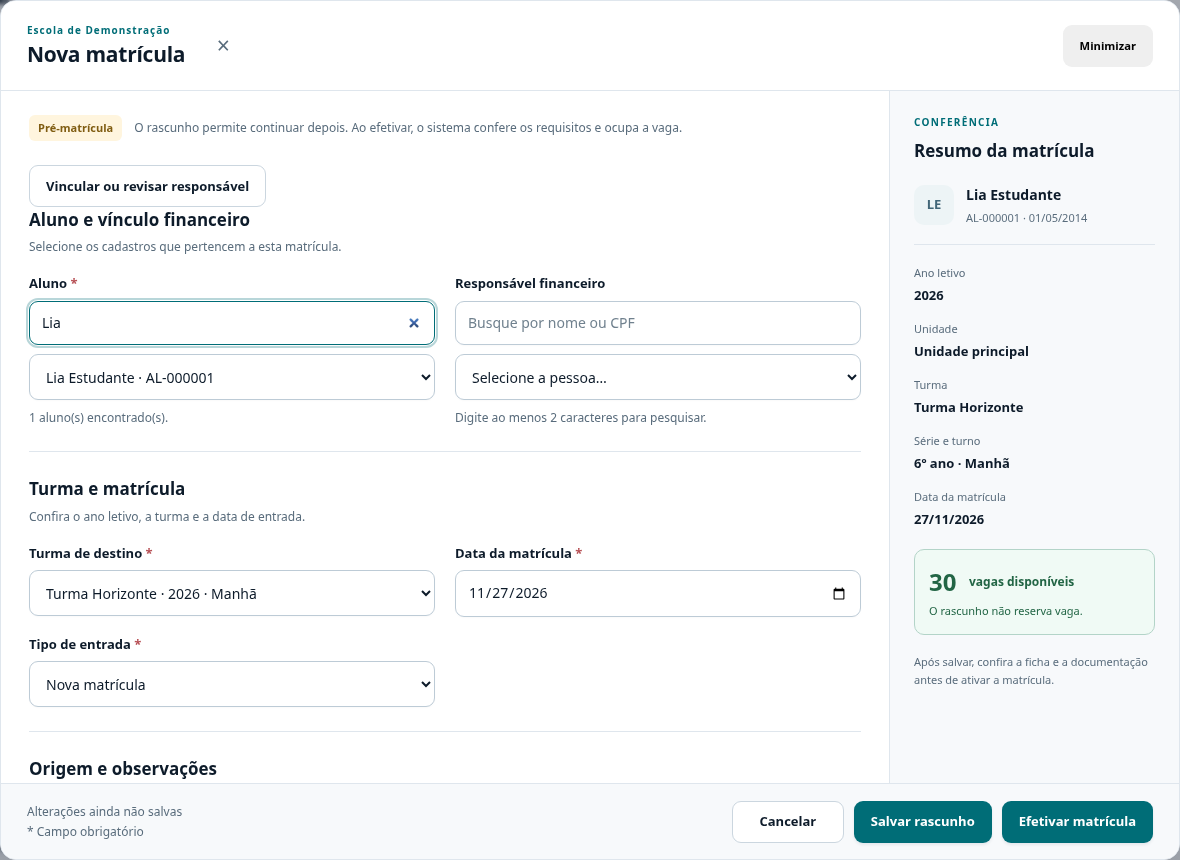 Escola de Demonstração
Nova matrícula
×
Minimizar
Pré-matrícula
O rascunho permite continuar depois. Ao efetivar, o sistema confere os requisitos e ocupa a vaga.
Vincular ou revisar responsável
Aluno e vínculo financeiro
Selecione os cadastros que pertencem a esta matrícula.
Aluno *
Lia
Lia Estudante · AL-000001
1 aluno(s) encontrado(s).
Responsável financeiro
Busque por nome ou CPF
Selecione a pessoa...
Digite ao menos 2 caracteres para pesquisar.
Turma e matrícula
Confira o ano letivo, a turma e a data de entrada.
Turma de destino *
Turma Horizonte · 2026 · Manhã
Data da matrícula *
11/27/2026
Tipo de entrada *
Nova matrícula
Origem e observações
CONFERÊNCIA
Resumo da matrícula
LE
Lia Estudante
AL-000001 · 01/05/2014
Ano letivo
2026
Unidade
Unidade principal
Turma
Turma Horizonte
Série e turno
6º ano · Manhã
Data da matrícula
27/11/2026
30 vagas disponíveis
O rascunho não reserva vaga.
Após salvar, confira a ficha e a documentação
antes de ativar a matrícula.
Alterações ainda não salvas
* Campo obrigatório
Cancelar
Salvar rascunho
Efetivar matrícula